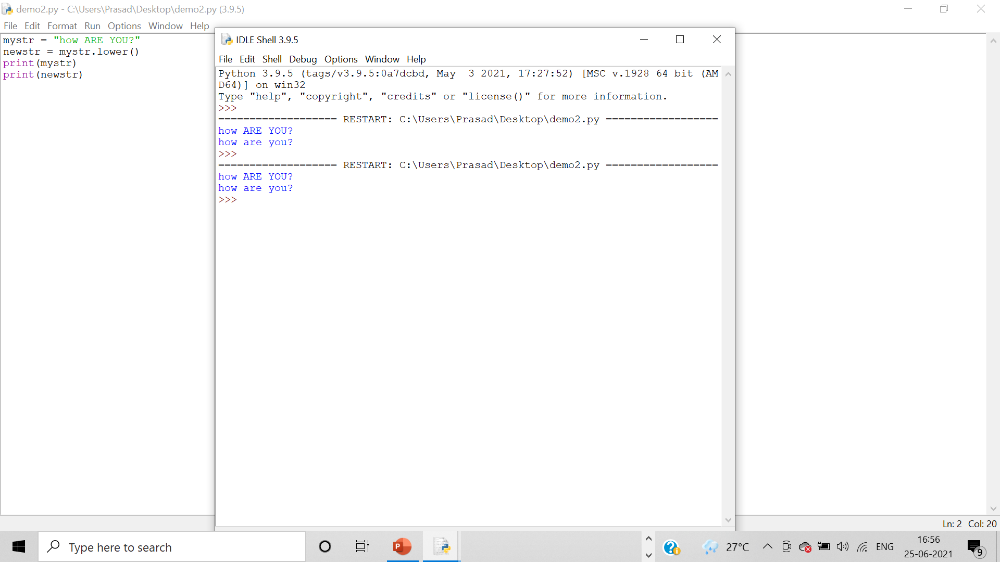 demo2.py - C:\Users\Prasad\Desktop\demo2.py (3.9.5)
File Edit Format Run Options Window Help
mystr = "how ARE YOU?"
newstr = mystr.lower()
print(mystr)
print(newstr)
IDLE Shell 3.9.5
File Edit Shell Debug Options Window Help
Python 3.9.5 (tags/v3.9.5:0a7dcbd, May  3 2021, 17:27:52) [MSC v.1928 64 bit (AM
D64)] on win32
Type "help", "copyright", "credits" or "license()" for more information.
>>>
=================== RESTART: C:\Users\Prasad\Desktop\demo2.py ==================
how ARE YOU?
how are you?
>>>
=================== RESTART: C:\Users\Prasad\Desktop\demo2.py ==================
how ARE YOU?
how are you?
>>>
Ln: 2 Col: 20
Type here to search
P
27°C
ENG
16:56
25-06-2021
9